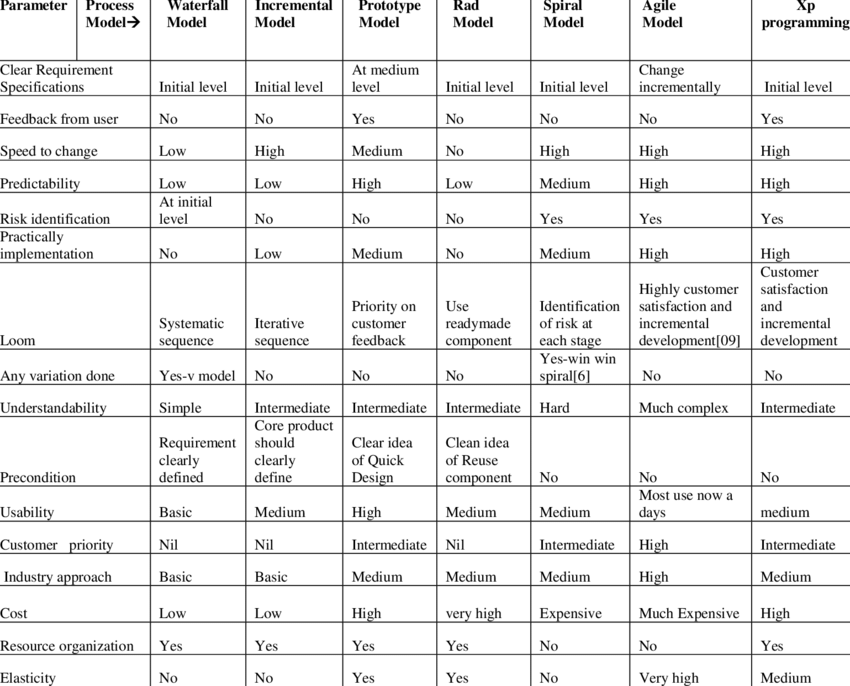 Parameter Process Waterfall Incremental Prototype Rad Spiral Agile Xp
Model→ Model Model Model Model Model Model programming
Clear Requirement At medium Change
Specifications Initial level Initial level level Initial level Initial level incrementally Initial level
Feedback from user No No Yes No No No Yes
Speed to change Low High Medium No High High High
Predictability Low Low High Low Medium High High
At initial
Risk identification level No No No Yes Yes Yes
Practically
implementation No Low Medium No Medium High High
Customer
Highly customer satisfaction
Priority on Use Identification satisfaction and and
Systematic Iterative customer readymade of risk at incremental incremental
Loom sequence sequence feedback component each stage development[09] development
Yes-win win
Any variation done Yes-v model No No No spiral[6] No No
Understandability Simple Intermediate Intermediate Intermediate Hard Much complex Intermediate
Core product
Requirement should Clear idea Clean idea
clearly clearly of Quick of Reuse
Precondition defined define Design component No No No
Most use now a
Usability Basic Medium High Medium Medium days medium
Customer priority Nil Nil Intermediate Nil Intermediate High Intermediate
Industry approach Basic Basic Medium Medium Medium High Medium
Cost Low Low High very high Expensive Much Expensive High
Resource organization Yes Yes Yes Yes No No Yes
Elasticity No No Yes Yes No Very high Medium